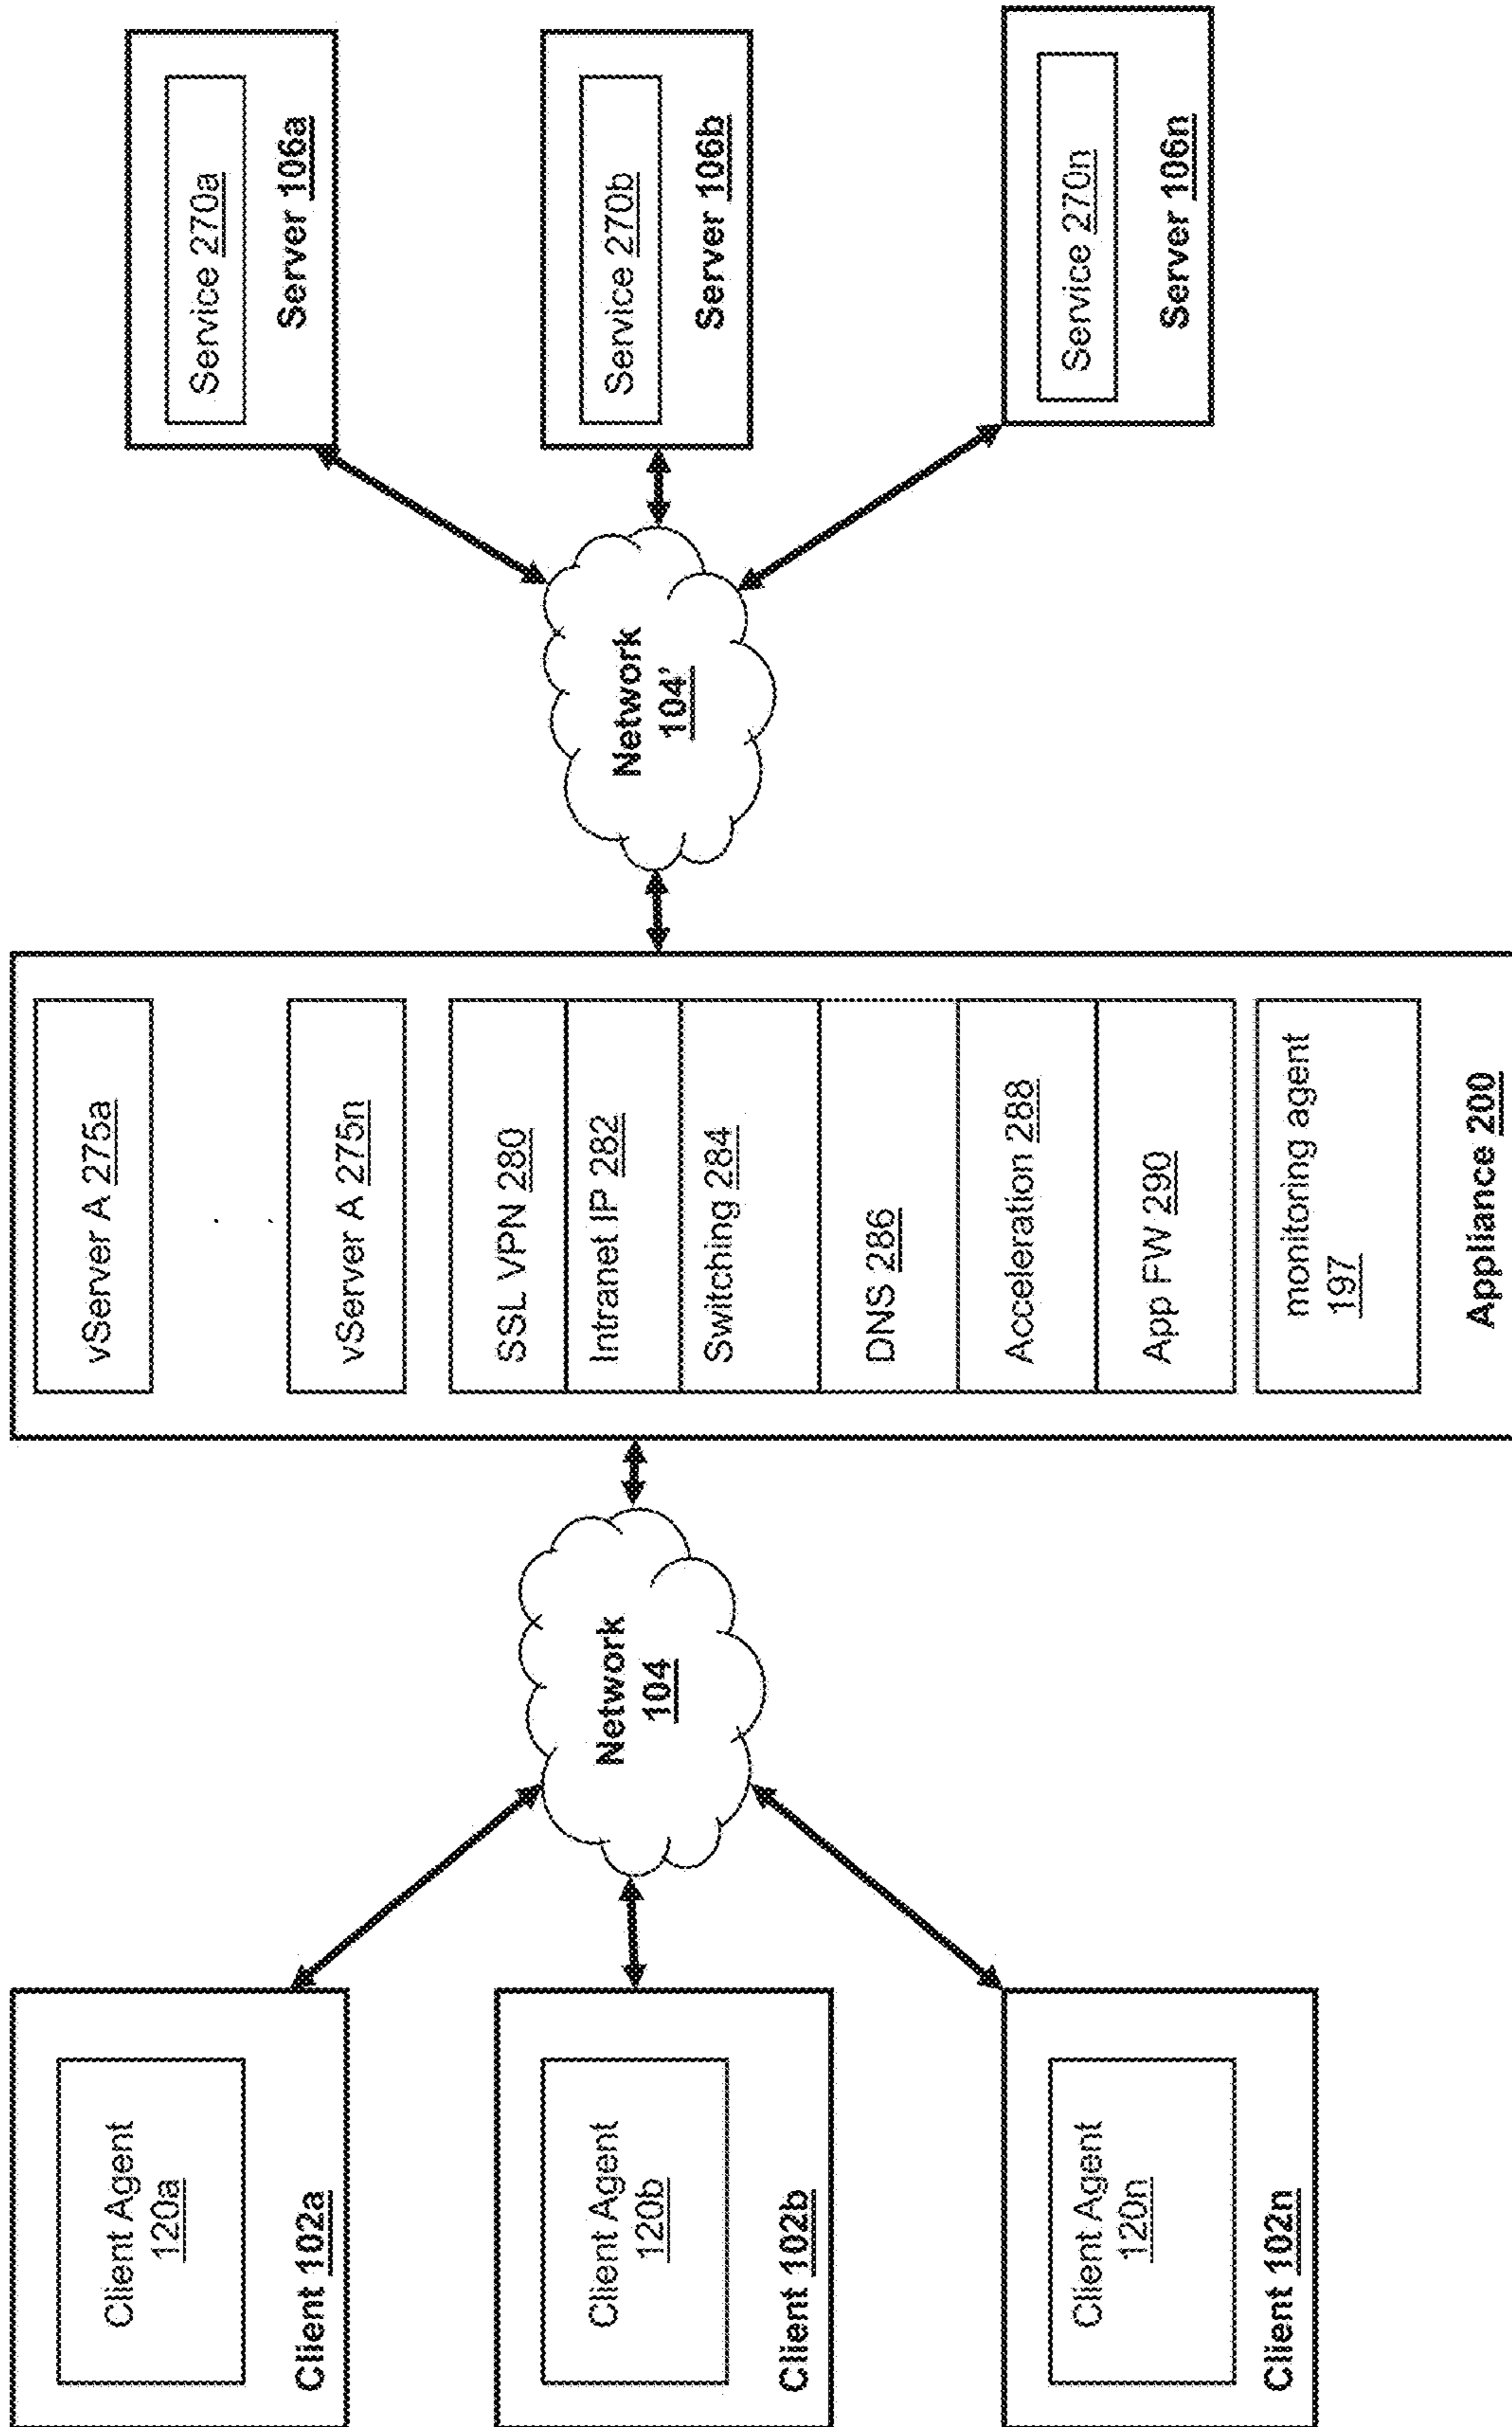 Client Agent
120a
Client 102a
Client Agent
120b
Client 102b
Client Agent
120n
Client 102n
Network
104
vServer A 275a
vServer A 275n
SSL VPN 280
Intranet IP 282
Switching 284
DNS 286
Acceleration 288
App FW 290
monitoring agent
197
Appliance 200
Network
104'
Service 270a
Server 106a
Service 270b
Server 106b
Service 270n
Server 106n